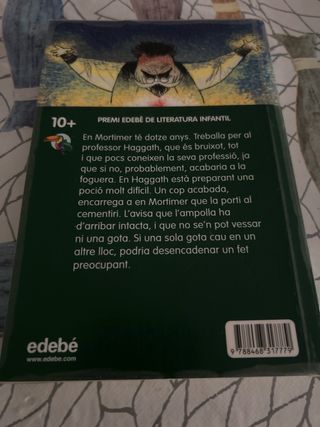 10+
PREMI EDEBÉ DE LITERATURA INFANTIL
En Mortimer té dotze anys. Treballa per al
professor Haggath, que és bruixot, tot
i que pocs coneixen la seva professió, ja
que si no, probablement, acabaria a la
foguera. En Haggath està preparant una
poció molt difícil. Un cop acabada,
encarrega a en Mortimer que la porti al
cementiri. L'avisa que l'ampolla ha
d'arribar intacta, i que no se'n pot vessar
ni una gota. Si una sola gota cau en un
altre lloc, podria desencadenar un fet
preocupant.
edebé
www.edebe.com
9 788468 317779